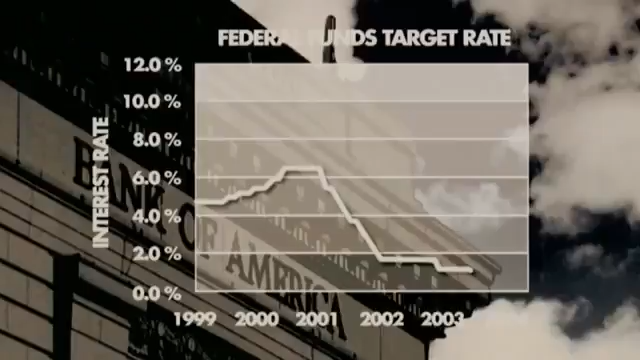 FEDERAL FUNDS TARGET RATE
12.0 %
10.0 %
8.0 %
6.0 %
4.0 %
2.0 %
0.0 %
INTEREST RATE
1999 2000 2001 2002 2003
BANK OF AMERICA